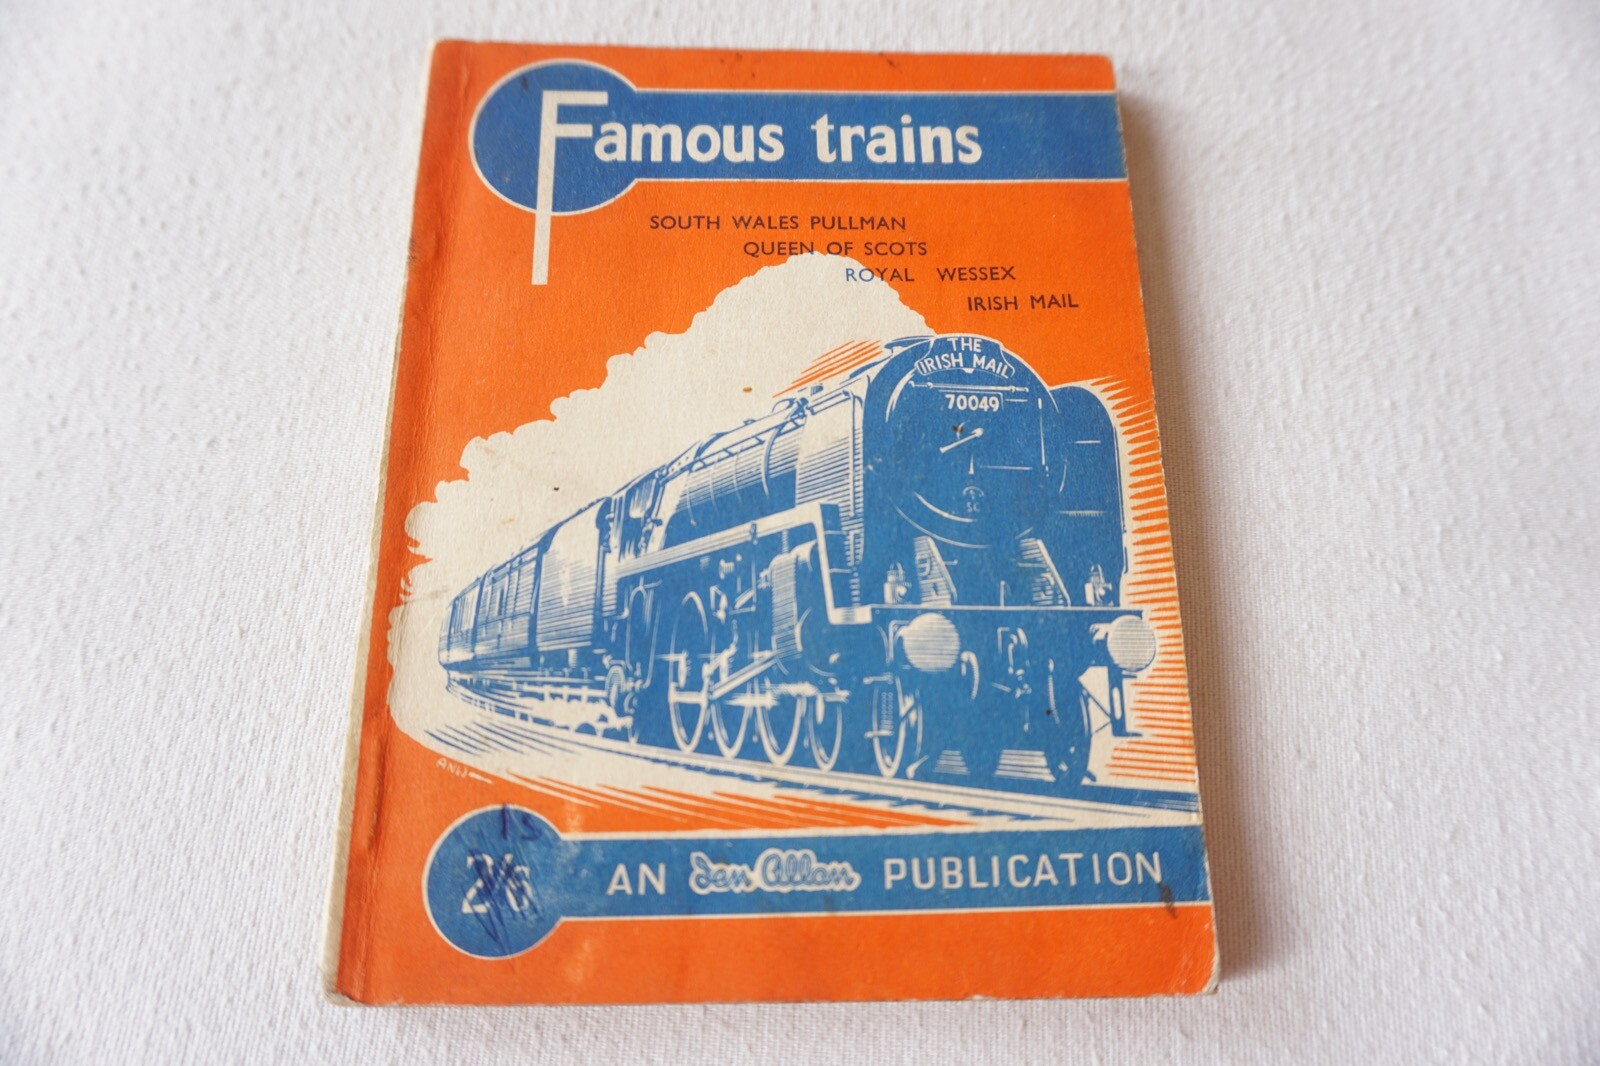 Famous trains
SOUTH WALES PULLMAN
QUEEN OF SCOTS
ROYAL WESSEX
IRISH MAIL
THE
IRISH MAIL
70049
AN Ian Allan PUBLICATION